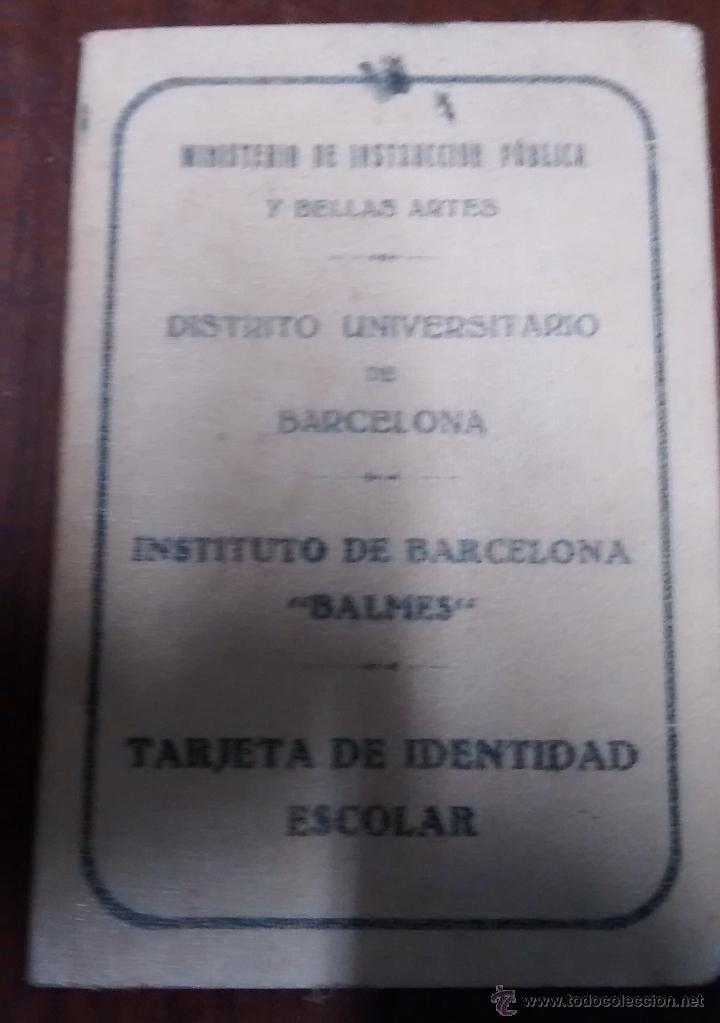 MINISTERIO DE INSTRUCCION PÚBLICA
Y BELLAS ARTES
DISTRITO UNIVERSITARIO
DE
BARCELONA
INSTITUTO DE BARCELONA
"BALMES"
TARJETA DE IDENTIDAD
ESCOLAR
www.todocoleccion.net